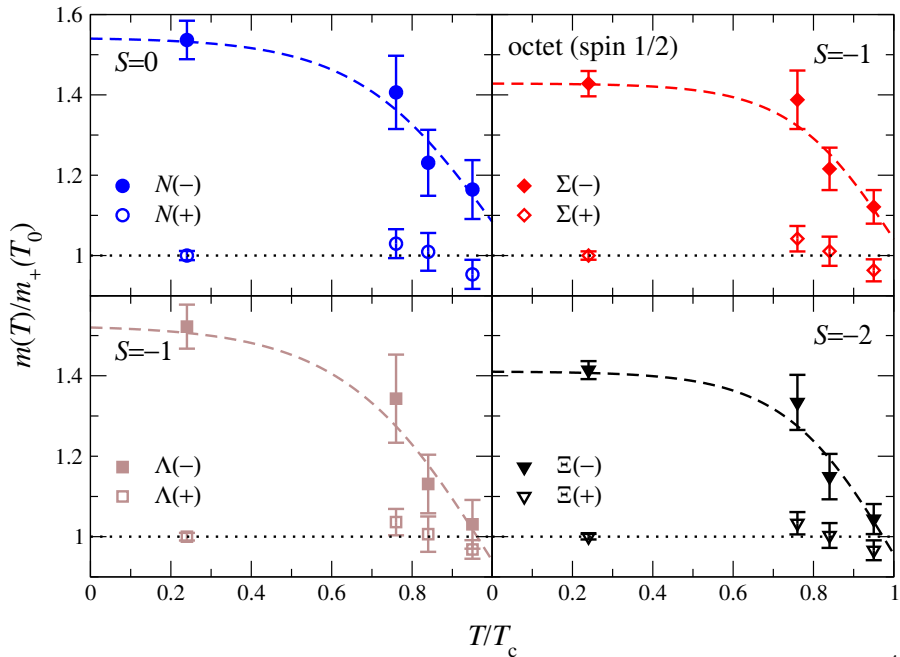 S=0
octet (spin 1/2)
S=−1
1.6
1.4
1.2
1
N(−)
N(+)
Σ(−)
Σ(+)
m(T)/m₊(T₀)
S=−1
S=−2
1.4
1.2
1
Λ(−)
Λ(+)
Ξ(−)
Ξ(+)
0 0.2 0.4 0.6 0.8 0 0.2 0.4 0.6 0.8 1
T/Tc